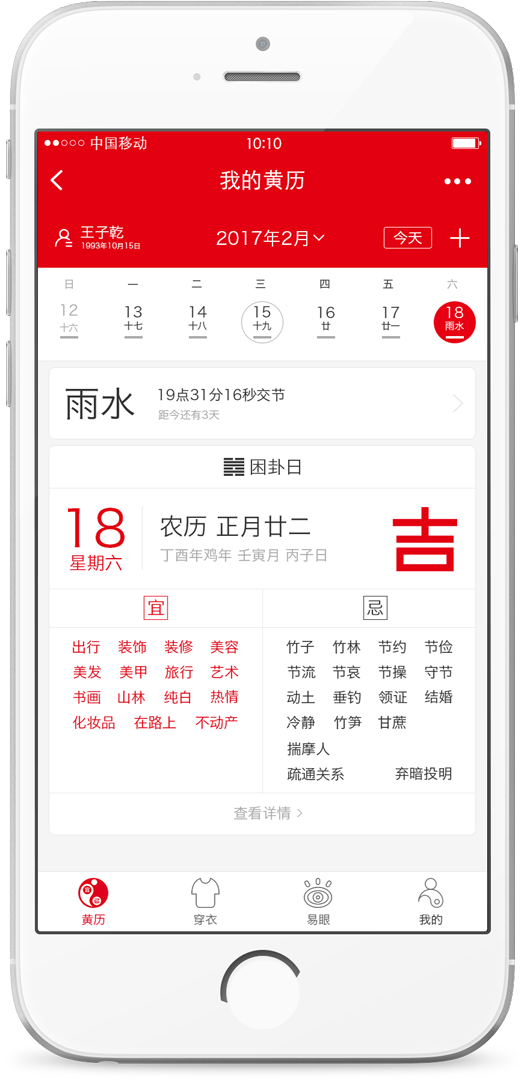 中国移动 10:10
我的黄历
王子乾
1993年10月15日
2017年2月
今天
日 一 二 三 四 五 六
12 13 14 15 16 17 18
十六 十七 十八 十九 廿 廿一 雨水
雨水
19点31分16秒交节
距今还有3天
困卦日
18
星期六
农历 正月廿二
丁酉年鸡年 壬寅月 丙子日
吉
宜
出行 装饰 装修 美容
美发 美甲 旅行 艺术
书画 山林 纯白 热情
化妆品 在路上 不动产
忌
竹子 竹林 节约 节俭
节流 节哀 节操 守节
动土 垂钓 领证 结婚
冷静 竹笋 甘蔗
揣摩人
疏通关系 弃暗投明
查看详情
黄历 穿衣 易眼 我的